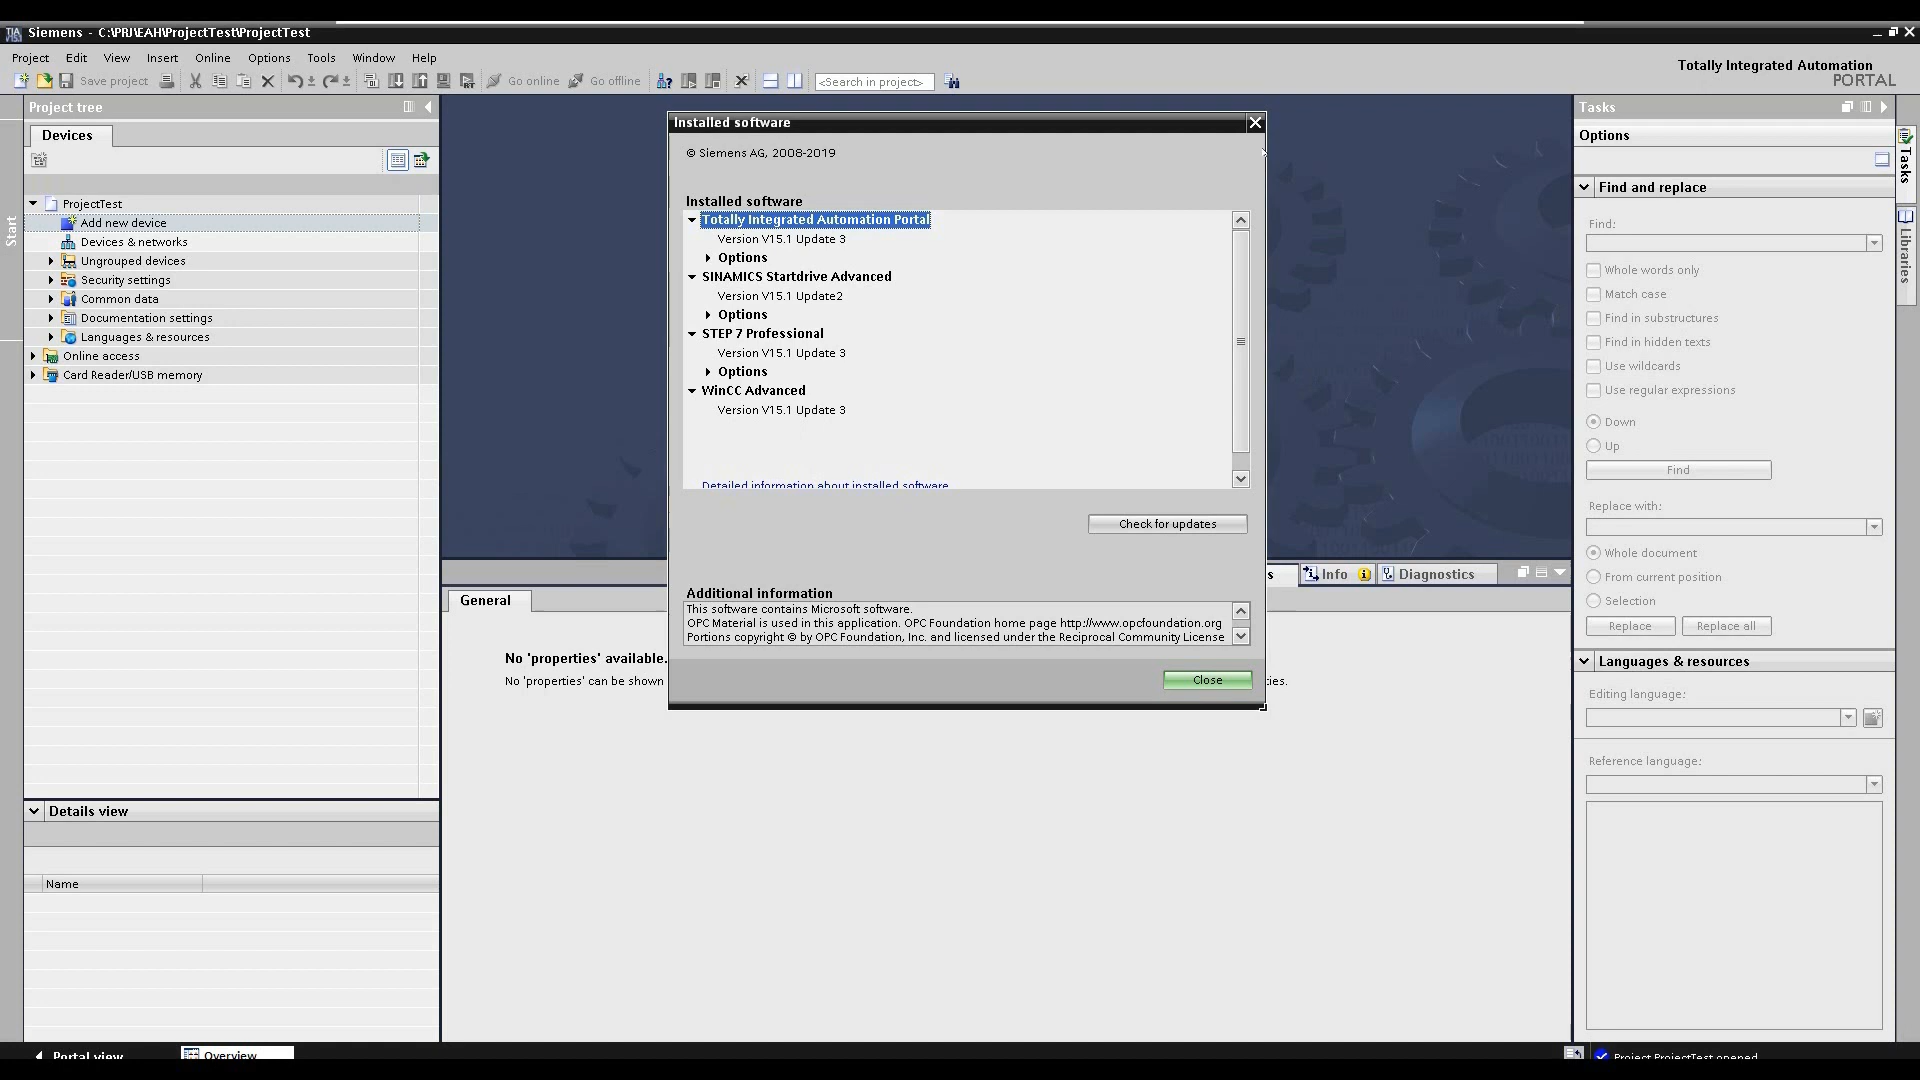 Siemens - C:\PRJ\EAH\ProjectTest\ProjectTest
Project Edit View Insert Online Options Tools Window Help
Save project Go online Go offline <Search in project>
Totally Integrated Automation
PORTAL
Project tree
Devices
Start
ProjectTest
Add new device
Devices & networks
Ungrouped devices
Security settings
Common data
Documentation settings
Languages & resources
Online access
Card Reader/USB memory
Details view
Name
Installed software
© Siemens AG, 2008-2019
Installed software
Totally Integrated Automation Portal
Version V15.1 Update 3
Options
SINAMICS Startdrive Advanced
Version V15.1 Update2
Options
STEP 7 Professional
Version V15.1 Update 3
Options
WinCC Advanced
Version V15.1 Update 3
Detailed information about installed software
Check for updates
Additional information
This software contains Microsoft software.
OPC Material is used in this application. OPC Foundation home page http://www.opcfoundation.org
Portions copyright © by OPC Foundation, Inc. and licensed under the Reciprocal Community License
Close
s Info Diagnostics
General
No 'properties' available.
No 'properties' can be shown ties.
Tasks
Options
Find and replace
Find:
Whole words only
Match case
Find in substructures
Find in hidden texts
Use wildcards
Use regular expressions
Down
Up
Find
Replace with:
Whole document
From current position
Selection
Replace Replace all
Languages & resources
Editing language:
Reference language:
Tasks
Libraries
Portal view Overview Project ProjectTest opened